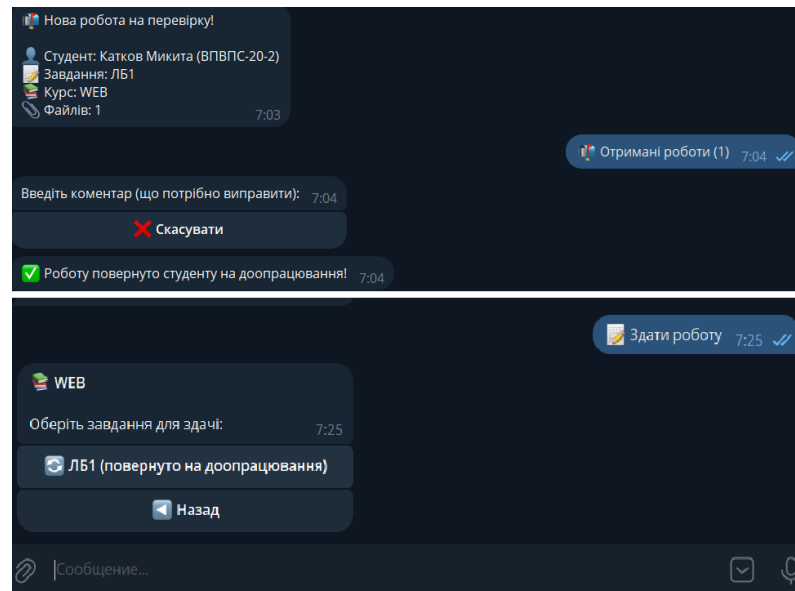 Нова робота на перевірку!
Студент: Катков Микита (ВПВПС-20-2)
Завдання: ЛБ1
Курс: WEB
Файлів: 1
7:03
Отримані роботи (1) 7:04
Введіть коментар (що потрібно виправити): 7:04
Скасувати
Роботу повернуто студенту на доопрацювання! 7:04
Здати роботу 7:25
WEB
Оберіть завдання для здачі:
7:25
ЛБ1 (повернуто на доопрацювання)
Назад
Сообщение...